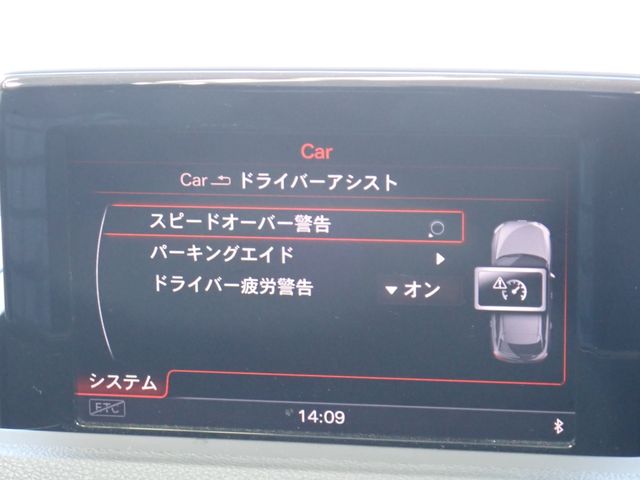 Car
Car ドライバーアシスト
スピードオーバー警告
パーキングエイド
ドライバー疲労警告 オン
システム
ETC
14:09